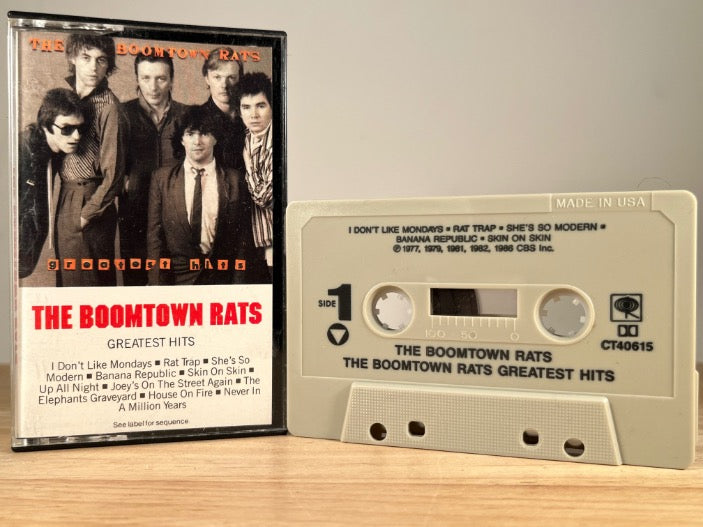 THE BOOMTOWN RATS
greatest hits
THE BOOMTOWN RATS
GREATEST HITS
I Don't Like Mondays ■ Rat Trap ■ She's So
Modern ■ Banana Republic ■ Skin On Skin ■
Up All Night ■ Joey's On The Street Again ■ The
Elephants Graveyard ■ House On Fire ■ Never In
A Million Years
See label for sequence
MADE IN USA
I DON'T LIKE MONDAYS • RAT TRAP • SHE'S SO MODERN •
BANANA REPUBLIC • SKIN ON SKIN
℗ 1977, 1979, 1981, 1982, 1986 CBS Inc.
SIDE 1
100 50 0
CT40615
THE BOOMTOWN RATS
THE BOOMTOWN RATS GREATEST HITS